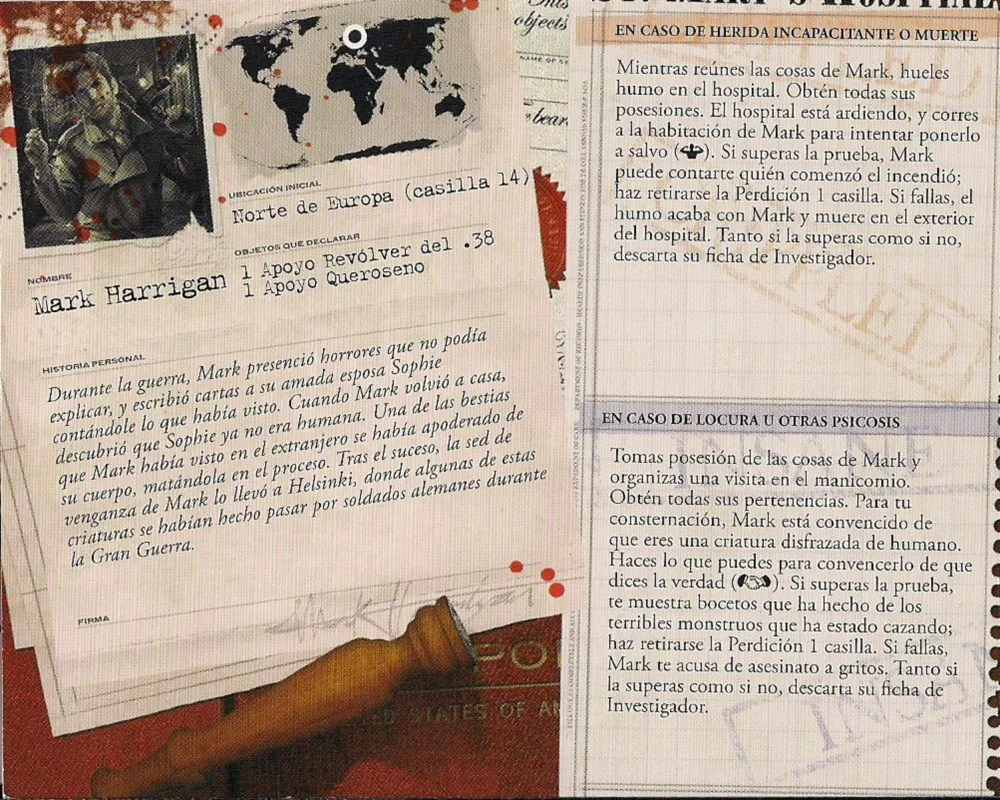 UBICACIÓN INICIAL
Norte de Europa (casilla 14)
OBJETOS QUE DECLARAR
1 Apoyo Revólver del .38
1 Apoyo Queroseno
NOMBRE
Mark Harrigan
HISTORIA PERSONAL
Durante la guerra, Mark presenció horrores que no podía
explicar, y escribió cartas a su amada esposa Sophie
contándole lo que había visto. Cuando Mark volvió a casa,
descubrió que Sophie ya no era humana. Una de las bestias
que Mark había visto en el extranjero se había apoderado de
su cuerpo, matándola en el proceso. Tras el suceso, la sed de
venganza de Mark lo llevó a Helsinki, donde algunas de estas
criaturas se habían hecho pasar por soldados alemanes durante
la Gran Guerra.
FIRMA
STATES OF AM
objects
EN CASO DE HERIDA INCAPACITANTE O MUERTE
Mientras reúnes las cosas de Mark, hueles
humo en el hospital. Obtén todas sus
posesiones. El hospital está ardiendo, y corres
a la habitación de Mark para intentar ponerlo
a salvo ( ). Si superas la prueba, Mark
puede contarte quién comenzó el incendió;
haz retirarse la Perdición 1 casilla. Si fallas, el
humo acaba con Mark y muere en el exterior
del hospital. Tanto si la superas como si no,
descarta su ficha de Investigador.
EN CASO DE LOCURA U OTRAS PSICOSIS
Tomas posesión de las cosas de Mark y
organizas una visita en el manicomio.
Obtén todas sus pertenencias. Para tu
consternación, Mark está convencido de
que eres una criatura disfrazada de humano.
Haces lo que puedes para convencerlo de que
dices la verdad ( ). Si superas la prueba,
te muestra bocetos que ha hecho de los
terribles monstruos que ha estado cazando;
haz retirarse la Perdición 1 casilla. Si fallas,
Mark te acusa de asesinato a gritos. Tanto si
la superas como si no, descarta su ficha de
Investigador.